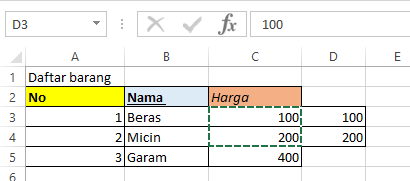 D3 fx 100
A B C D E
1 Daftar barang
2 No Nama Harga
3 1 Beras 100 100
4 2 Micin 200 200
5 3 Garam 400
6